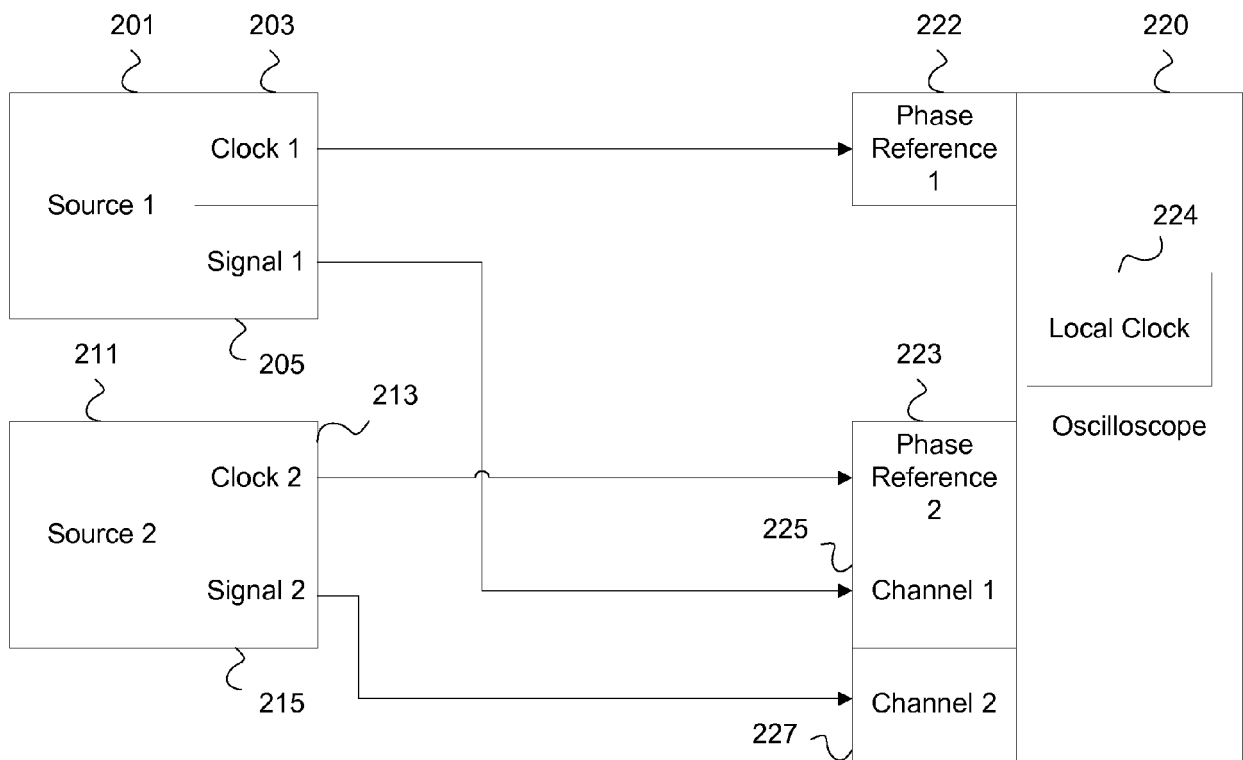 201
203
222
220
Clock 1
Phase
Reference
1
Source 1
224
Signal 1
Local Clock
205
211
213
223
Oscilloscope
Clock 2
Phase
Reference
2
Source 2
225
Signal 2
Channel 1
215
Channel 2
227